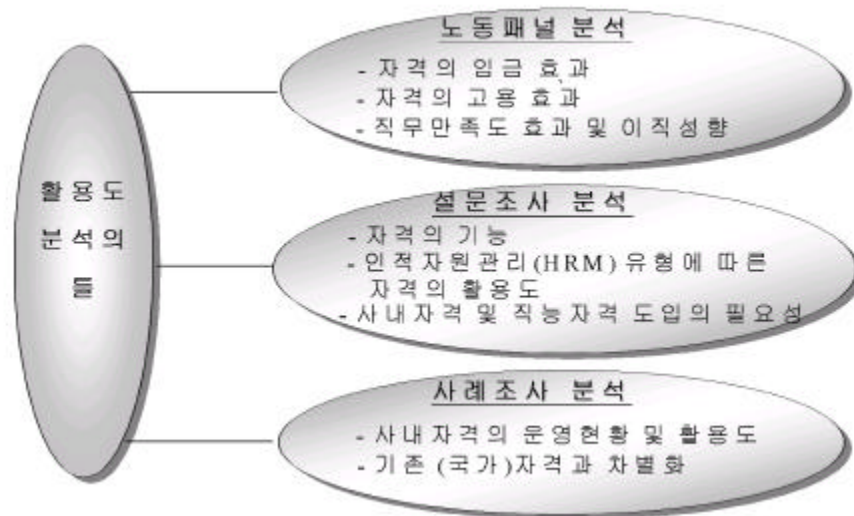 활용도
분석의
틀
노동패널 분석
- 자격의 임금 효과
- 자격의 고용 효과
- 직무만족도 효과 및 이직성향
설문조사 분석
- 자격의 기능
- 인적자원관리(HRM) 유형에 따른
자격의 활용도
- 사내자격 및 직능자격 도입의 필요성
사례조사 분석
- 사내자격의 운영현황 및 활용도
- 기존 (국가)자격과 차별화